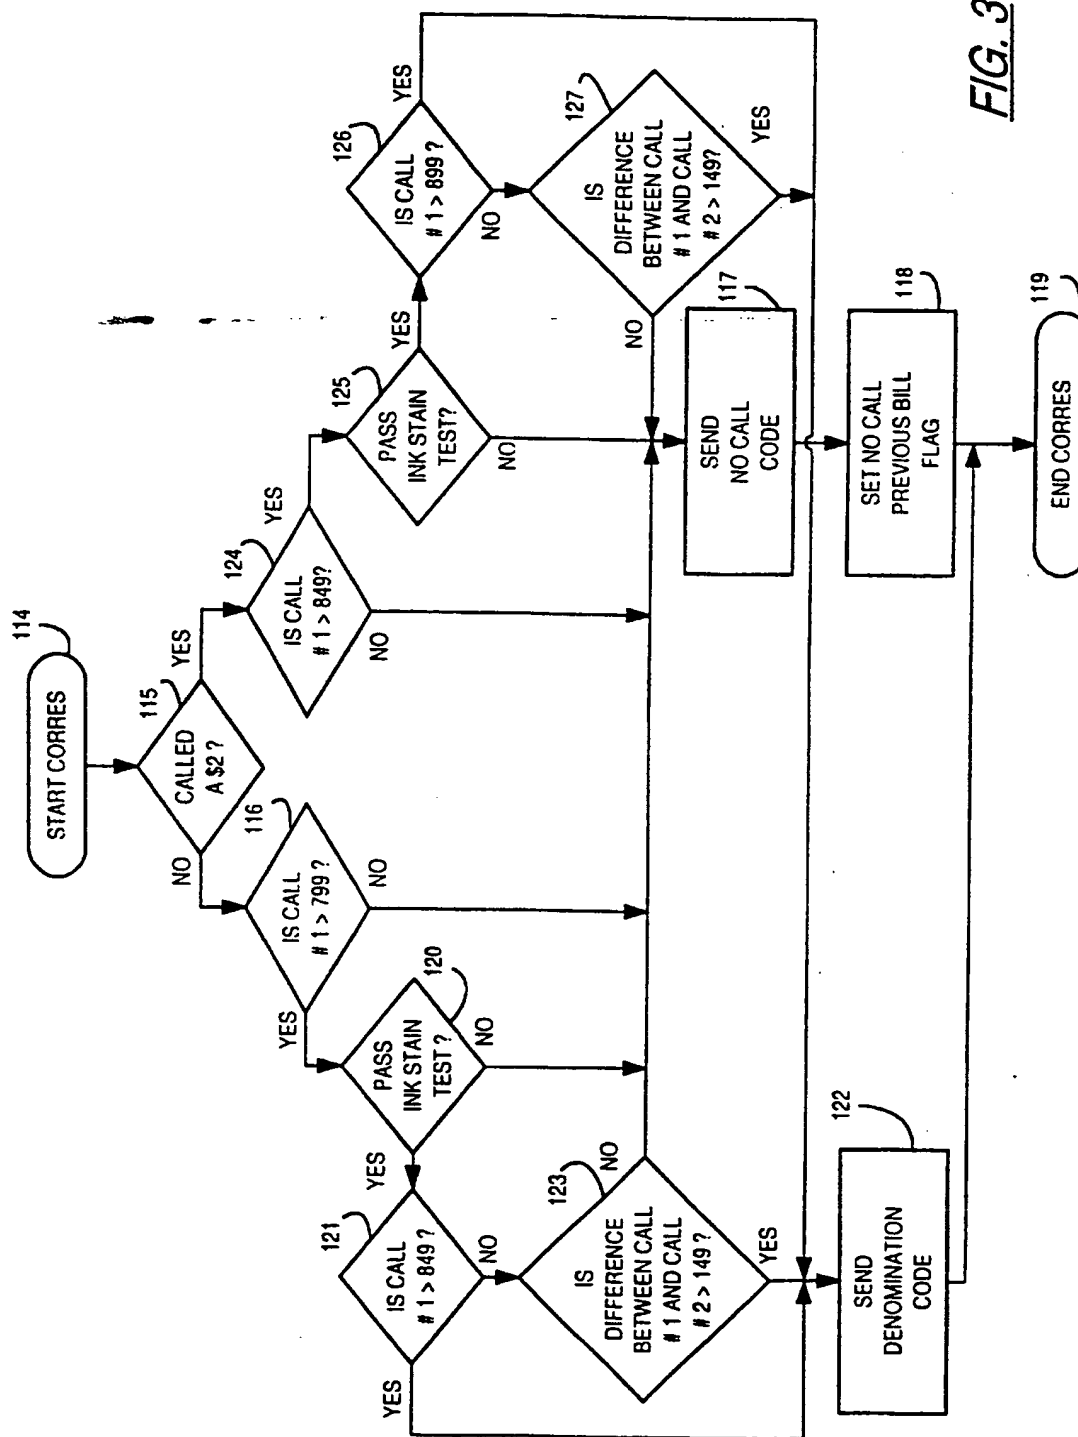 START CORRES
114
CALLED
A $2 ?
115
NO
YES
IS CALL
# 1 > 799 ?
116
YES
NO
IS CALL
# 1 > 849?
124
YES
NO
PASS
INK STAIN
TEST ?
120
YES
NO
PASS
INK STAIN
TEST?
125
YES
NO
IS CALL
# 1 > 849 ?
121
YES
NO
IS CALL
# 1 > 899 ?
126
YES
NO
IS
DIFFERENCE
BETWEEN CALL
# 1 AND CALL
# 2 > 149 ?
123
NO
YES
IS
DIFFERENCE
BETWEEN CALL
# 1 AND CALL
# 2 > 149?
127
NO
YES
SEND
NO CALL
CODE
117
SEND
DENOMINATION
CODE
122
SET NO CALL
PREVIOUS BILL
FLAG
118
END CORRES
119
FIG. 3